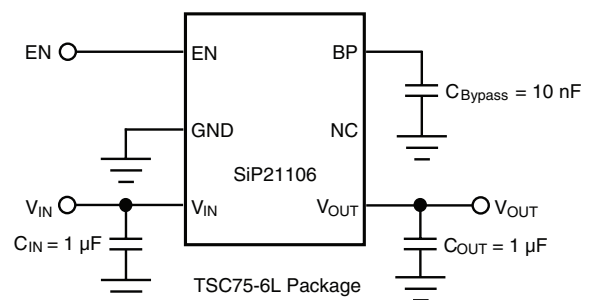 EN
EN
BP
C_Bypass = 10 nF
GND
NC
SiP21106
V_IN
V_IN
V_OUT
V_OUT
C_IN = 1 µF
C_OUT = 1 µF
TSC75-6L Package